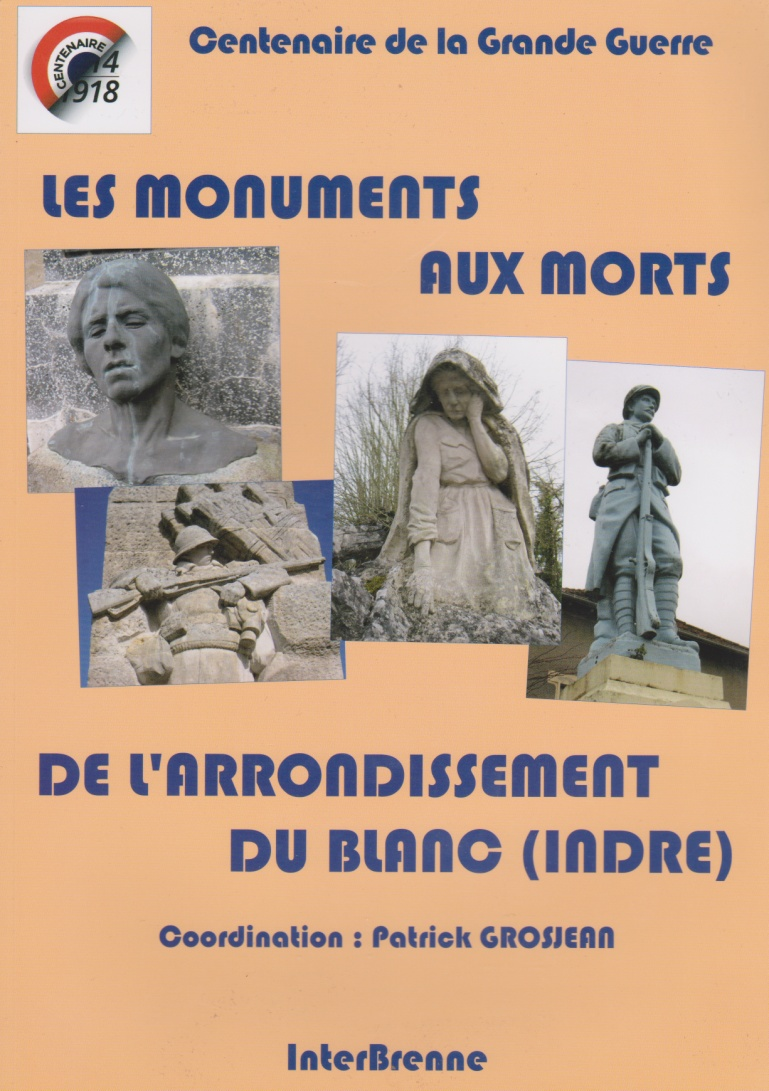 CENTENAIRE
14
1918
Centenaire de la Grande Guerre
LES MONUMENTS
AUX MORTS
DE L'ARRONDISSEMENT
DU BLANC (INDRE)
Coordination : Patrick GROSJEAN
InterBrenne